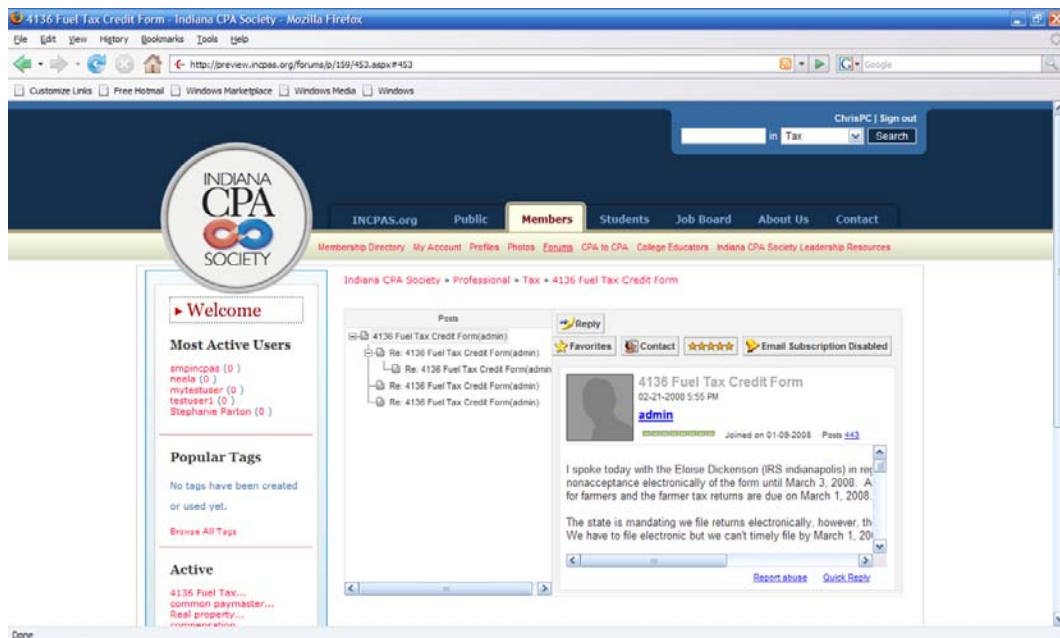 4136 Fuel Tax Credit Form - Indiana CPA Society - Mozilla Firefox
File Edit View History Bookmarks Tools Help
http://preview.incpas.org/forums/p/159/453.aspx#453
Google
Customize Links Free Hotmail Windows Marketplace Windows Media Windows
ChrisPC | Sign out
in Tax Search
INDIANA
CPA
SOCIETY
INCPAS.org Public Members Students Job Board About Us Contact
Membership Directory My Account Profiles Photos Forums CPA to CPA College Educators Indiana CPA Society Leadership Resources
Indiana CPA Society » Professional » Tax » 4136 Fuel Tax Credit Form
Welcome
Most Active Users
smpincpas (0 )
neela (0 )
mytestuser (0 )
testuser1 (0 )
Stephanie Parton (0 )
Popular Tags
No tags have been created
or used yet.
Browse All Tags
Active
4136 Fuel Tax...
common paymaster...
Real property...
compensation
Posts
4136 Fuel Tax Credit Form(admin)
Re: 4136 Fuel Tax Credit Form(admin)
Re: 4136 Fuel Tax Credit Form(admin
Re: 4136 Fuel Tax Credit Form(admin)
Re: 4136 Fuel Tax Credit Form(admin)
Reply
Favorites Contact Email Subscription Disabled
4136 Fuel Tax Credit Form
02-21-2008 5:55 PM
admin
Joined on 01-09-2008 Posts 443
I spoke today with the Eloise Dickenson (IRS indianapolis) in reg
nonacceptance electronically of the form until March 3, 2008. A
for farmers and the farmer tax returns are due on March 1, 2008.
The state is mandating we file returns electronically, however, th
We have to file electronic but we can't timely file by March 1, 20
Report abuse Quick Reply
Done